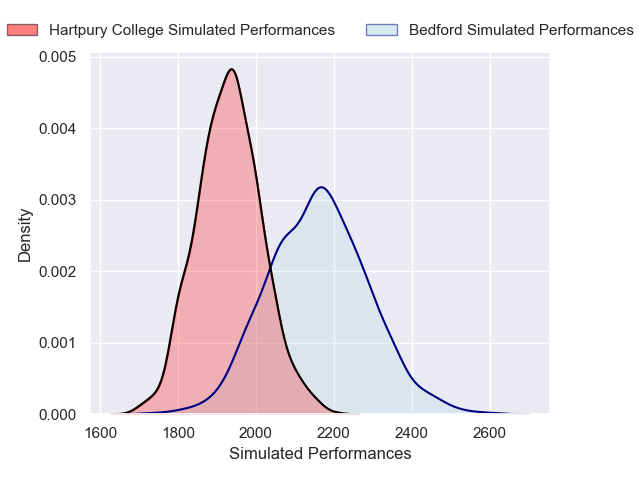 Hartpury College Simulated Performances Bedford Simulated Performances
0.005
0.004
0.003
0.002
0.001
0.000
Density
1600 1800 2000 2200 2400 2600
Simulated Performances